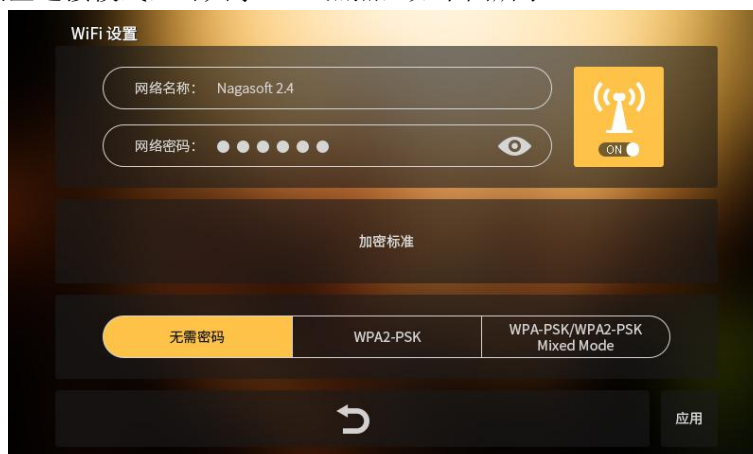 WiFi 设置
网络名称： Nagasoft 2.4
网络密码： ●●●●●●
ON
加密标准
无需密码
WPA2-PSK
WPA-PSK/WPA2-PSK
Mixed Mode
应用